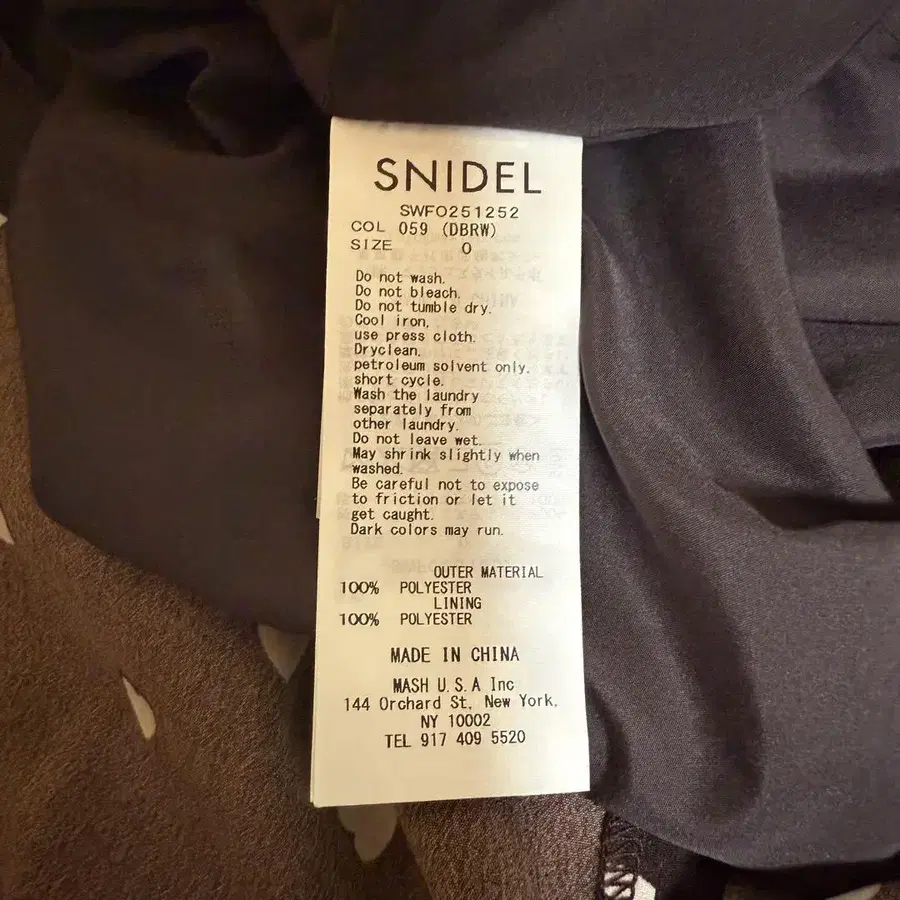 SNIDEL
SWFO251252
COL 059 (DBRW)
SIZE 0
Do not wash.
Do not bleach.
Do not tumble dry.
Cool iron,
use press cloth.
Dryclean,
petroleum solvent only.
short cycle.
Wash the laundry
separately from
other laundry.
Do not leave wet.
May shrink slightly when
washed.
Be careful not to expose
to friction or let it
get caught.
Dark colors may run.
OUTER MATERIAL
100% POLYESTER
LINING
100% POLYESTER
MADE IN CHINA
MASH U.S.A Inc
144 Orchard St, New York,
NY 10002
TEL 917 409 5520